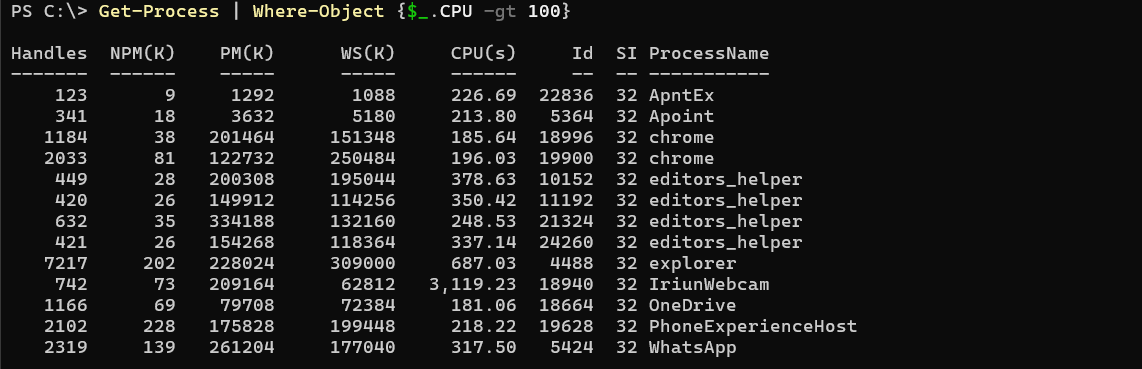 PS C:\> Get-Process | Where-Object {$_.CPU -gt 100}
Handles  NPM(K)    PM(K)      WS(K)     CPU(s)     Id  SI ProcessName
-------  ------    -----      -----     ------     --  -- -----------
    123       9     1292       1088     226.69  22836  32 ApntEx
    341      18     3632       5180     213.80   5364  32 Apoint
   1184      38   201464     151348     185.64  18996  32 chrome
   2033      81   122732     250484     196.03  19900  32 chrome
    449      28   200308     195044     378.63  10152  32 editors_helper
    420      26   149912     114256     350.42  11192  32 editors_helper
    632      35   334188     132160     248.53  21324  32 editors_helper
    421      26   154268     118364     337.14  24260  32 editors_helper
   7217     202   228024     309000     687.03   4488  32 explorer
    742      73   209164      62812   3,119.23  18940  32 IriunWebcam
   1166      69    79708      72384     181.06  18664  32 OneDrive
   2102     228   175828     199448     218.22  19628  32 PhoneExperienceHost
   2319     139   261204     177040     317.50   5424  32 WhatsApp